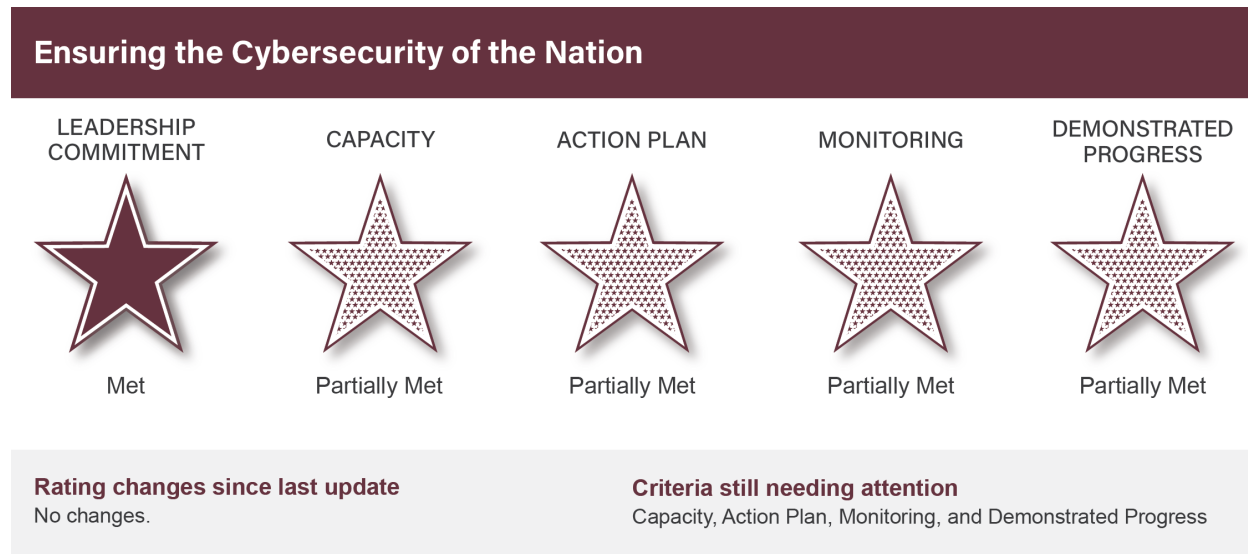 Ensuring the Cybersecurity of the Nation
LEADERSHIP
COMMITMENT
CAPACITY
ACTION PLAN
MONITORING
DEMONSTRATED
PROGRESS
Met
Partially Met
Partially Met
Partially Met
Partially Met
Rating changes since last update
No changes.
Criteria still needing attention
Capacity, Action Plan, Monitoring, and Demonstrated Progress